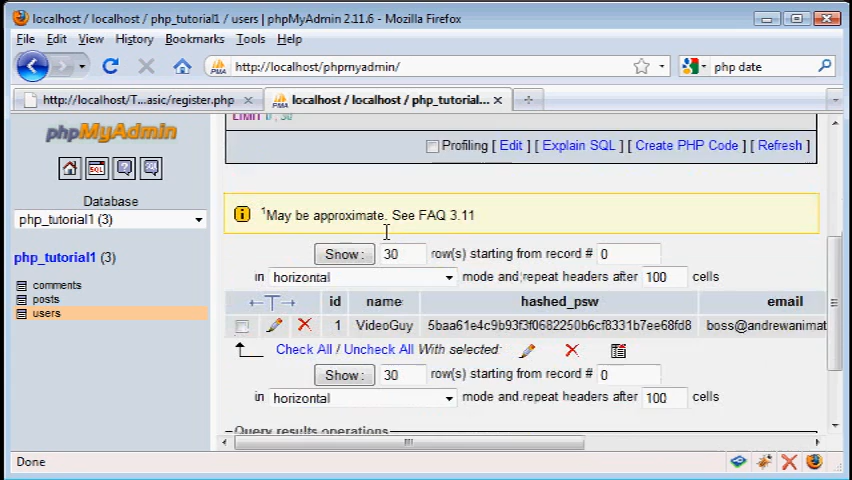 localhost / localhost / php_tutorial1 / users | phpMyAdmin 2.11.6 - Mozilla Firefox
File Edit View History Bookmarks Tools Help
http://localhost/phpmyadmin/ php date
http://localhost/T...asic/register.php localhost / localhost / php_tutorial...
phpMyAdmin
LIMIT 0 , 30
Profiling [ Edit ] [ Explain SQL ] [ Create PHP Code ] [ Refresh ]
SQL
Database
php_tutorial1 (3)
php_tutorial1 (3)
comments
posts
users
1May be approximate. See FAQ 3.11
Show : 30 row(s) starting from record # 0
in horizontal mode and repeat headers after 100 cells
id name hashed_psw email
1 VideoGuy 5baa61e4c9b93f3f0682250b6cf8331b7ee68fd8 boss@andrewanimat
Check All / Uncheck All With selected:
Show : 30 row(s) starting from record # 0
in horizontal mode and repeat headers after 100 cells
Query results operations
Done